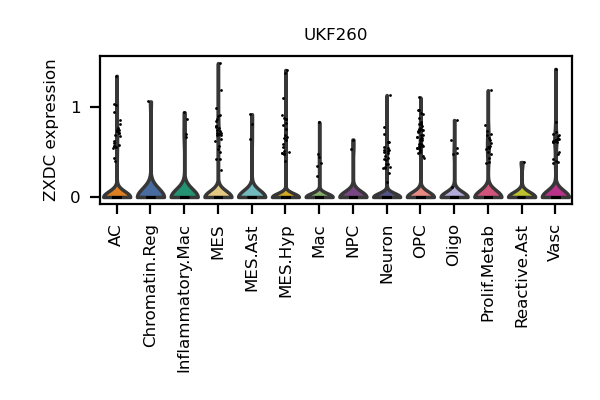 UKF260
ZXDC expression
1
0
AC
Chromatin.Reg
Inflammatory.Mac
MES
MES.Ast
MES.Hyp
Mac
NPC
Neuron
OPC
Oligo
Prolif.Metab
Reactive.Ast
Vasc